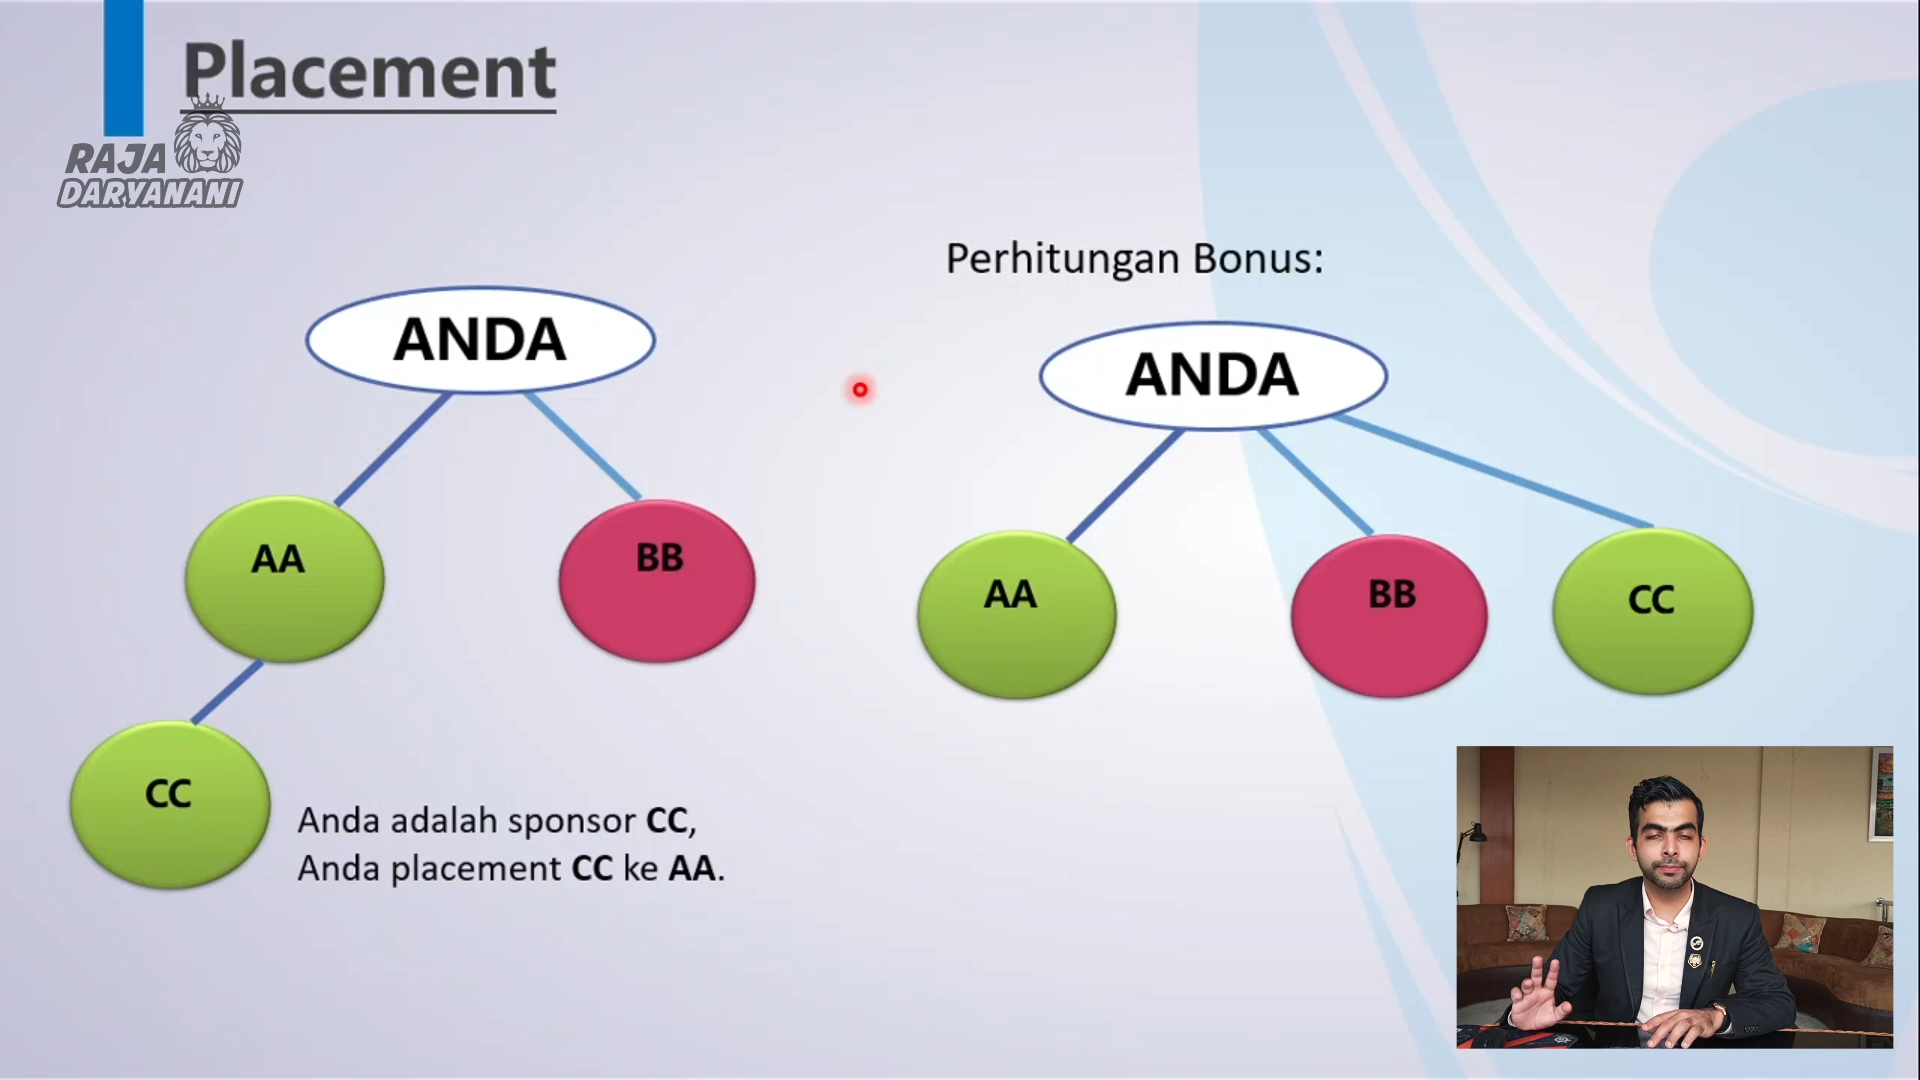 Placement
RAJA
DARYANANI
ANDA
AA
BB
CC
Anda adalah sponsor CC,
Anda placement CC ke AA.
Perhitungan Bonus:
ANDA
AA
BB
CC